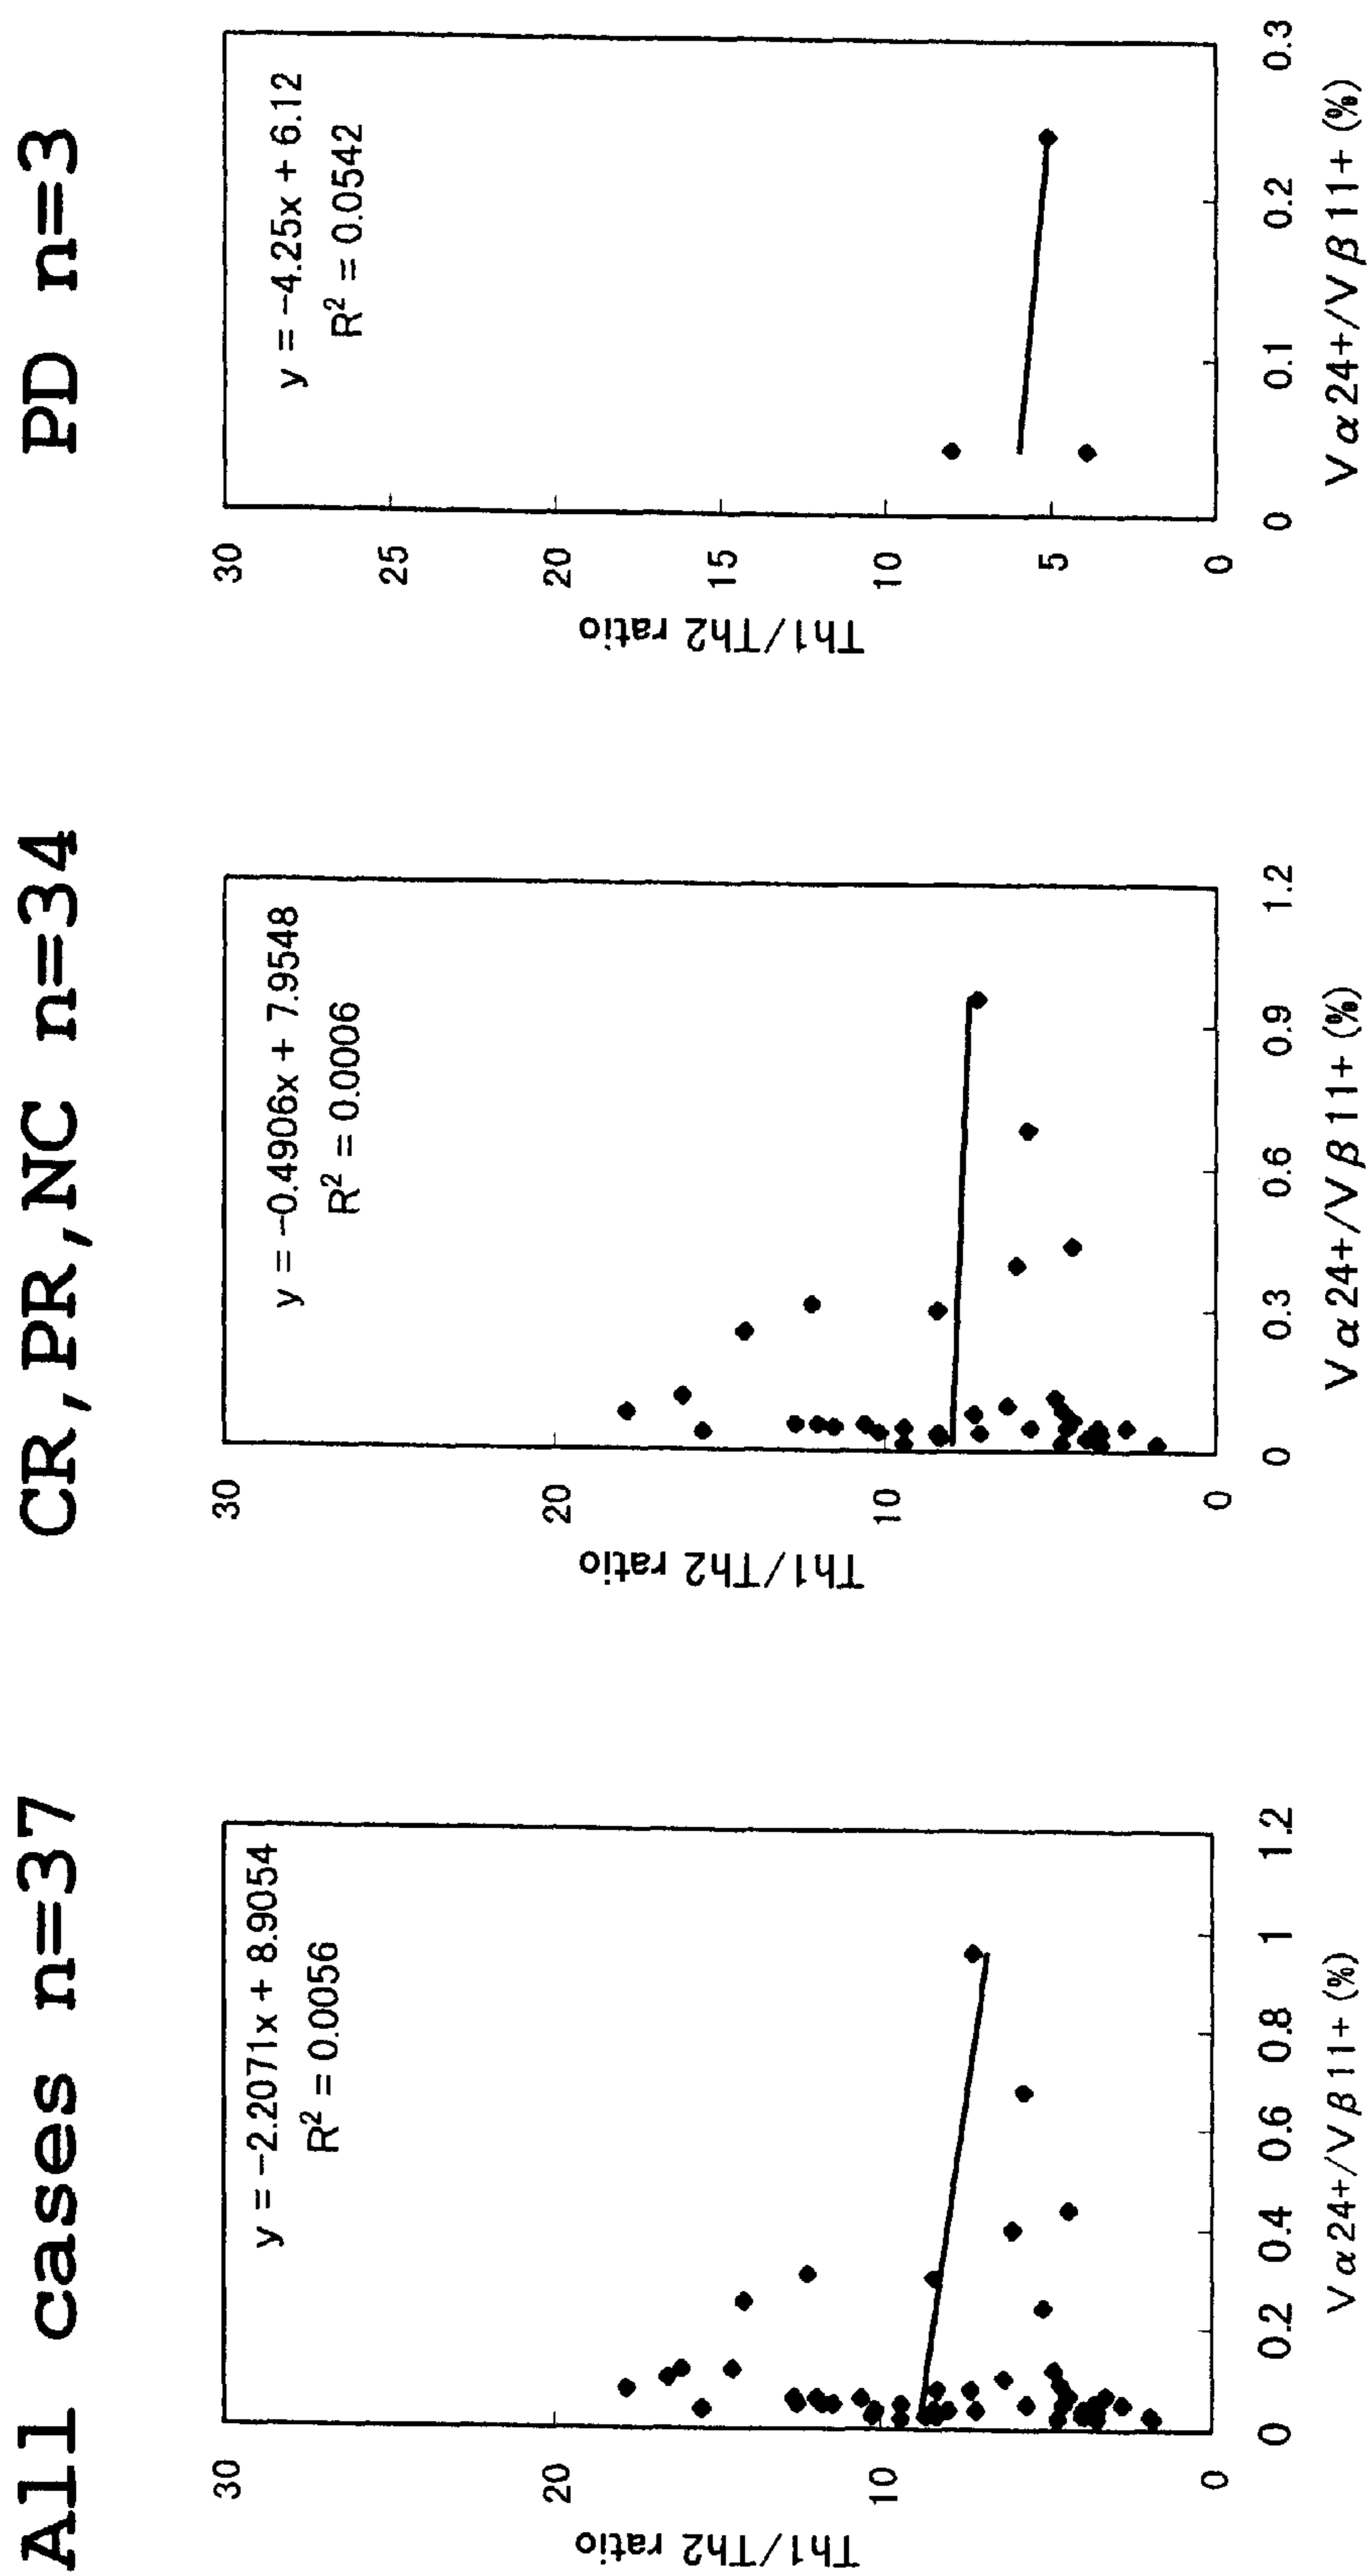 All cases n=37
y = −2.2071x + 8.9054
R² = 0.0056
30
20
10
0
Th1/Th2 ratio
0
0.2
0.4
0.6
0.8
1
1.2
Vα24+/Vβ11+ (%)
CR,PR,NC n=34
y = −0.4906x + 7.9548
R² = 0.0006
30
20
10
0
Th1/Th2 ratio
0
0.3
0.6
0.9
1.2
Vα24+/Vβ11+ (%)
PD n=3
y = −4.25x + 6.12
R² = 0.0542
30
25
20
15
10
5
0
Th1/Th2 ratio
0
0.1
0.2
0.3
Vα24+/Vβ11+ (%)